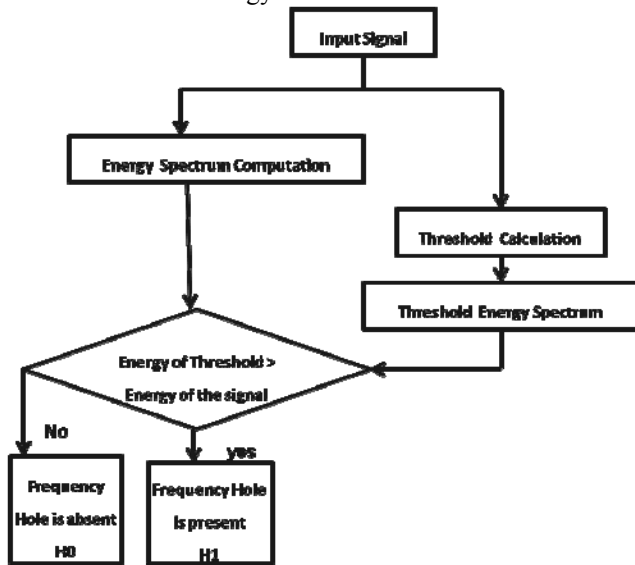 Input Signal
Energy Spectrum Computation
Threshold Calculation
Threshold Energy Spectrum
Energy of Threshold >
Energy of the signal
No
yes
Frequency
Hole is absent
H0
Frequency Hole
Is present
H1